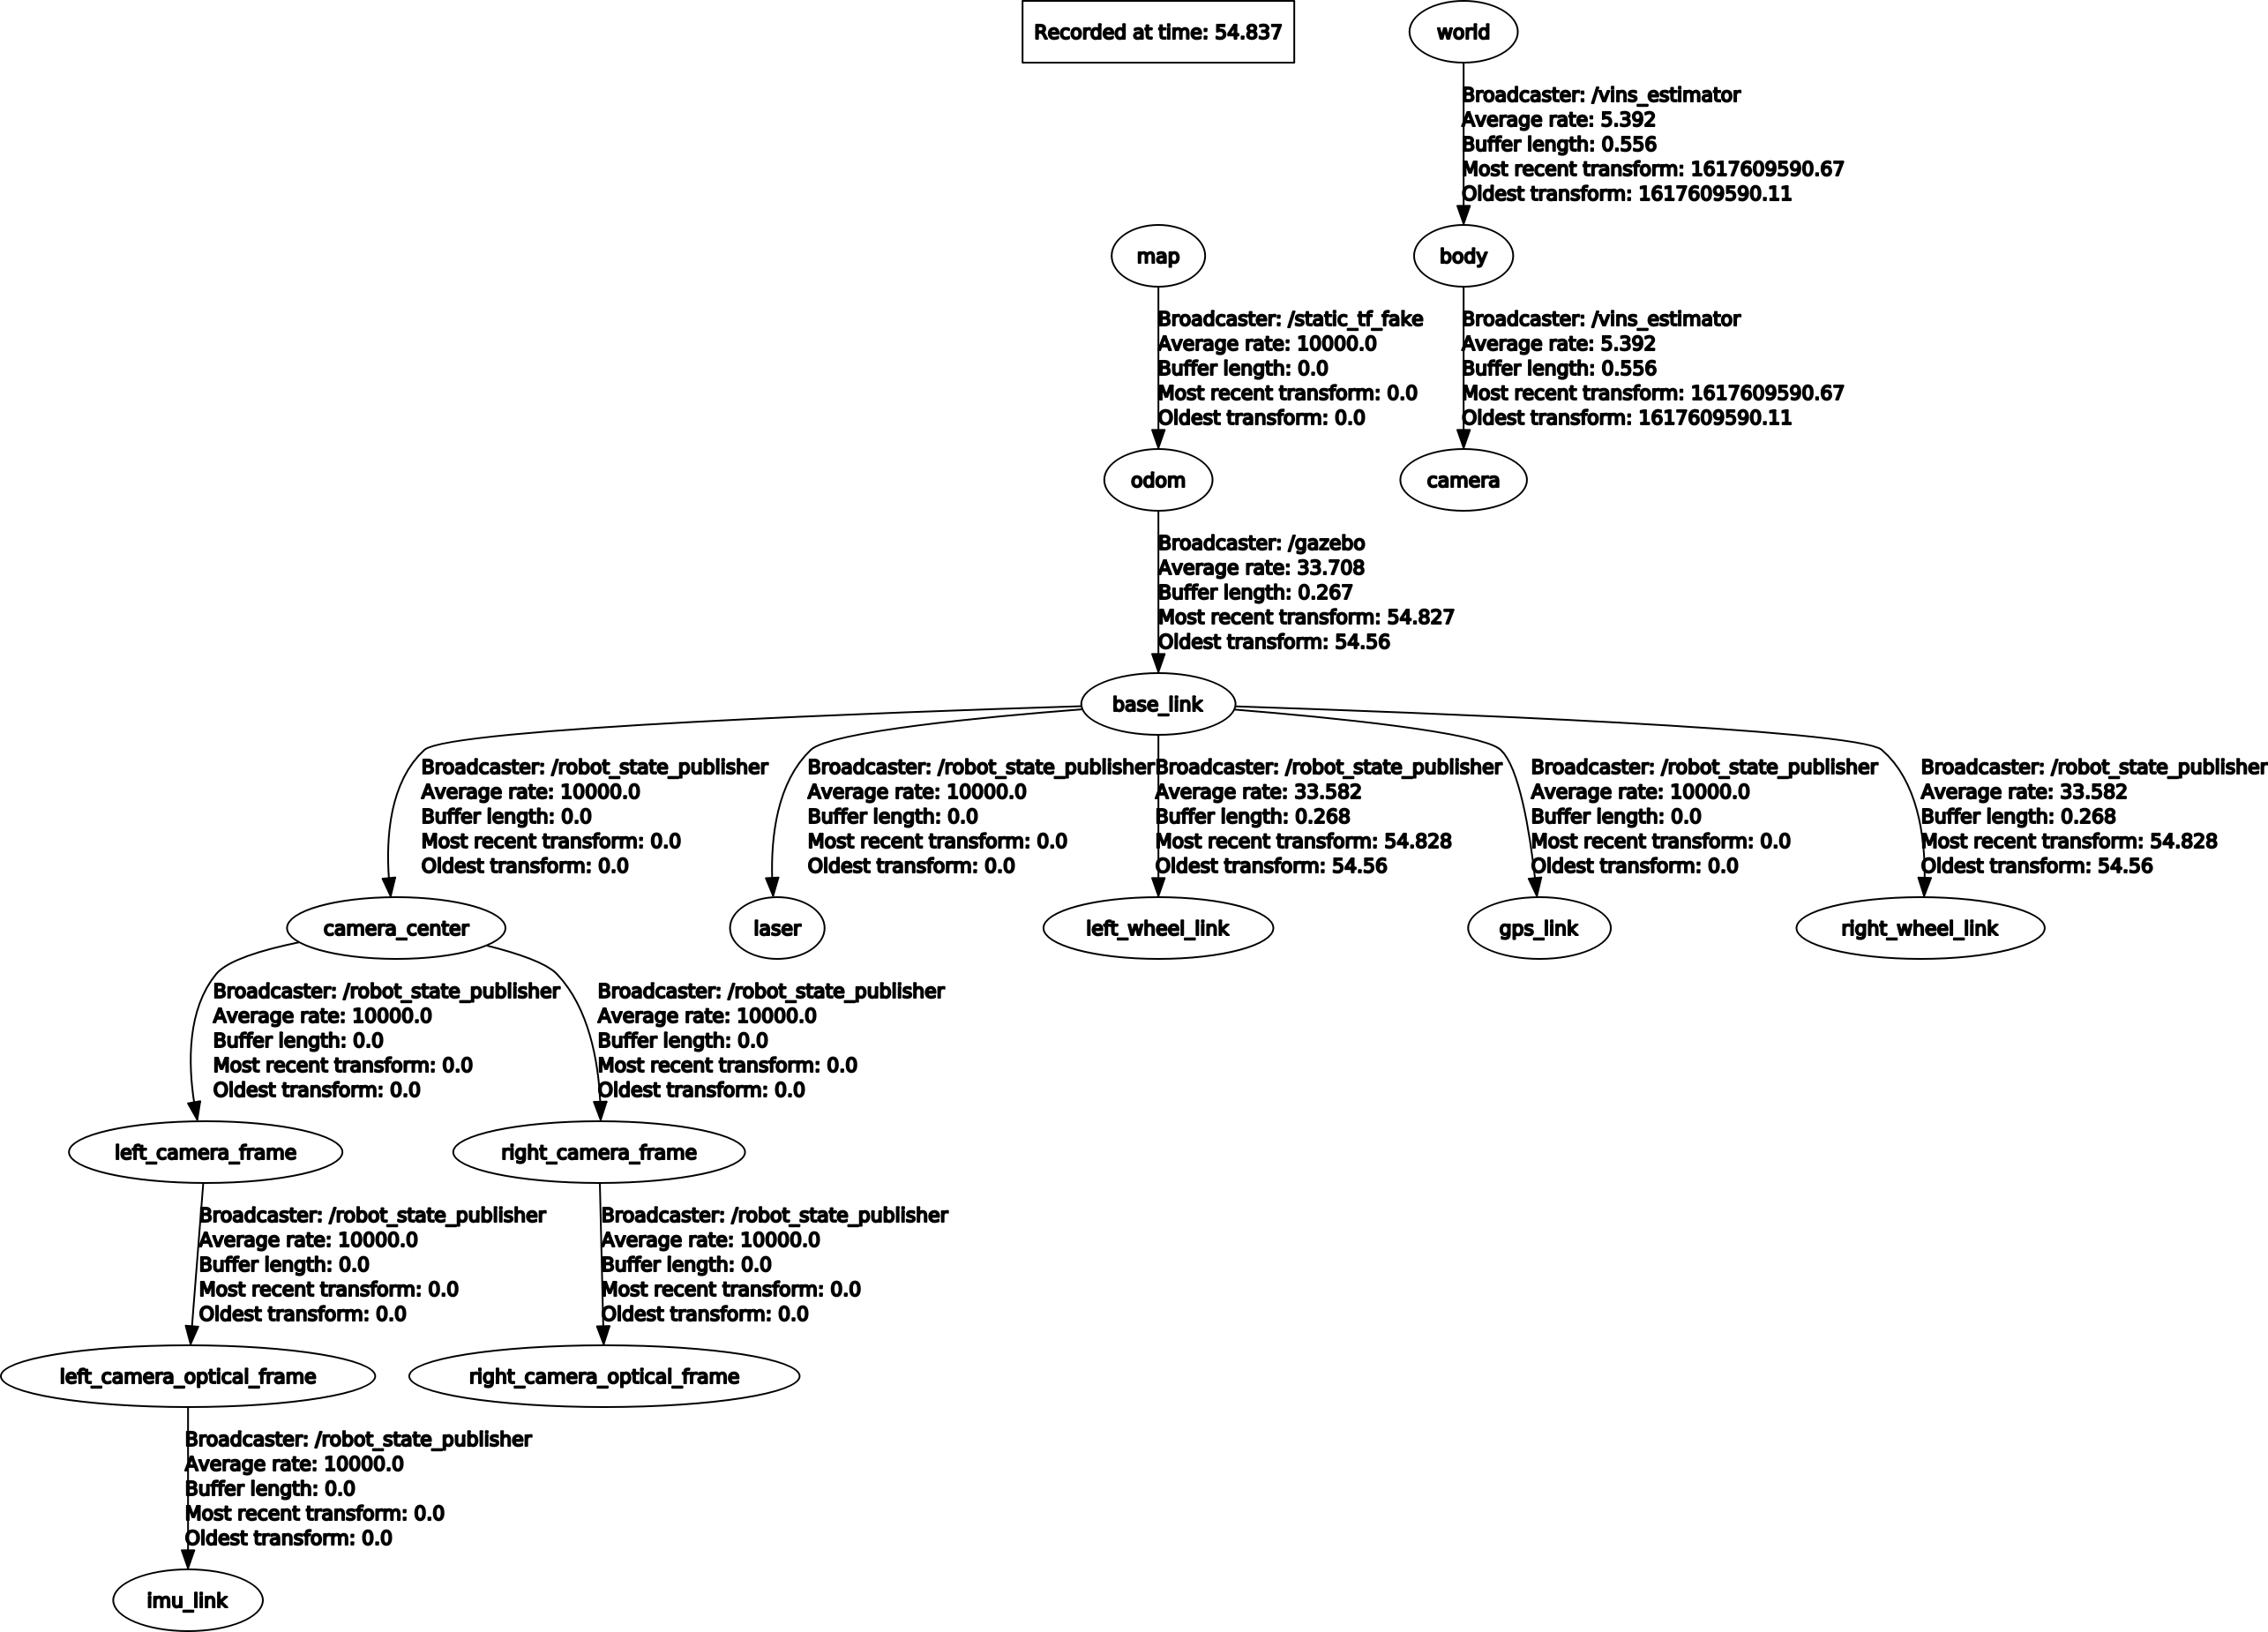 Recorded at time: 54.837
world
Broadcaster: /vins_estimator
Average rate: 5.392
Buffer length: 0.556
Most recent transform: 1617609590.67
Oldest transform: 1617609590.11
map
body
Broadcaster: /static_tf_fake
Average rate: 10000.0
Buffer length: 0.0
Most recent transform: 0.0
Oldest transform: 0.0
Broadcaster: /vins_estimator
Average rate: 5.392
Buffer length: 0.556
Most recent transform: 1617609590.67
Oldest transform: 1617609590.11
odom
camera
Broadcaster: /gazebo
Average rate: 33.708
Buffer length: 0.267
Most recent transform: 54.827
Oldest transform: 54.56
base_link
Broadcaster: /robot_state_publisher
Average rate: 10000.0
Buffer length: 0.0
Most recent transform: 0.0
Oldest transform: 0.0
Broadcaster: /robot_state_publisher
Average rate: 10000.0
Buffer length: 0.0
Most recent transform: 0.0
Oldest transform: 0.0
Broadcaster: /robot_state_publisher
Average rate: 33.582
Buffer length: 0.268
Most recent transform: 54.828
Oldest transform: 54.56
Broadcaster: /robot_state_publisher
Average rate: 10000.0
Buffer length: 0.0
Most recent transform: 0.0
Oldest transform: 0.0
Broadcaster: /robot_state_publisher
Average rate: 33.582
Buffer length: 0.268
Most recent transform: 54.828
Oldest transform: 54.56
camera_center
laser
left_wheel_link
gps_link
right_wheel_link
Broadcaster: /robot_state_publisher
Average rate: 10000.0
Buffer length: 0.0
Most recent transform: 0.0
Oldest transform: 0.0
Broadcaster: /robot_state_publisher
Average rate: 10000.0
Buffer length: 0.0
Most recent transform: 0.0
Oldest transform: 0.0
left_camera_frame
right_camera_frame
Broadcaster: /robot_state_publisher
Average rate: 10000.0
Buffer length: 0.0
Most recent transform: 0.0
Oldest transform: 0.0
Broadcaster: /robot_state_publisher
Average rate: 10000.0
Buffer length: 0.0
Most recent transform: 0.0
Oldest transform: 0.0
left_camera_optical_frame
right_camera_optical_frame
Broadcaster: /robot_state_publisher
Average rate: 10000.0
Buffer length: 0.0
Most recent transform: 0.0
Oldest transform: 0.0
imu_link